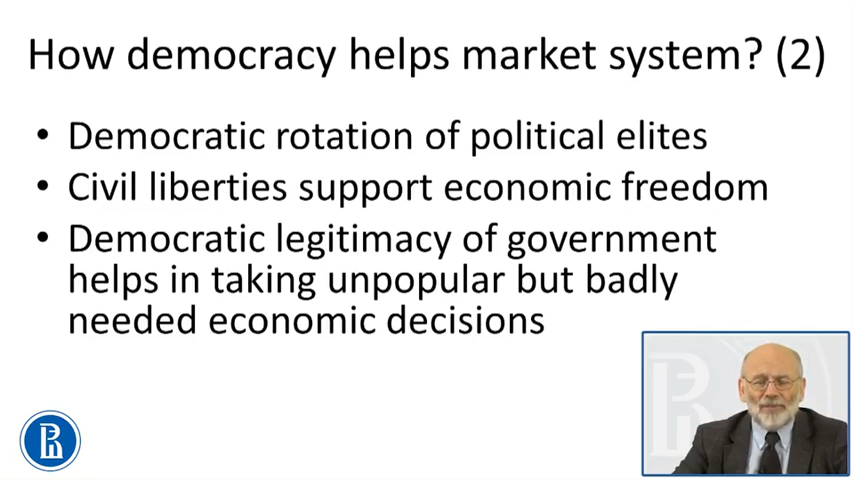 How democracy helps market system? (2)
• Democratic rotation of political elites
• Civil liberties support economic freedom
• Democratic legitimacy of government
helps in taking unpopular but badly
needed economic decisions